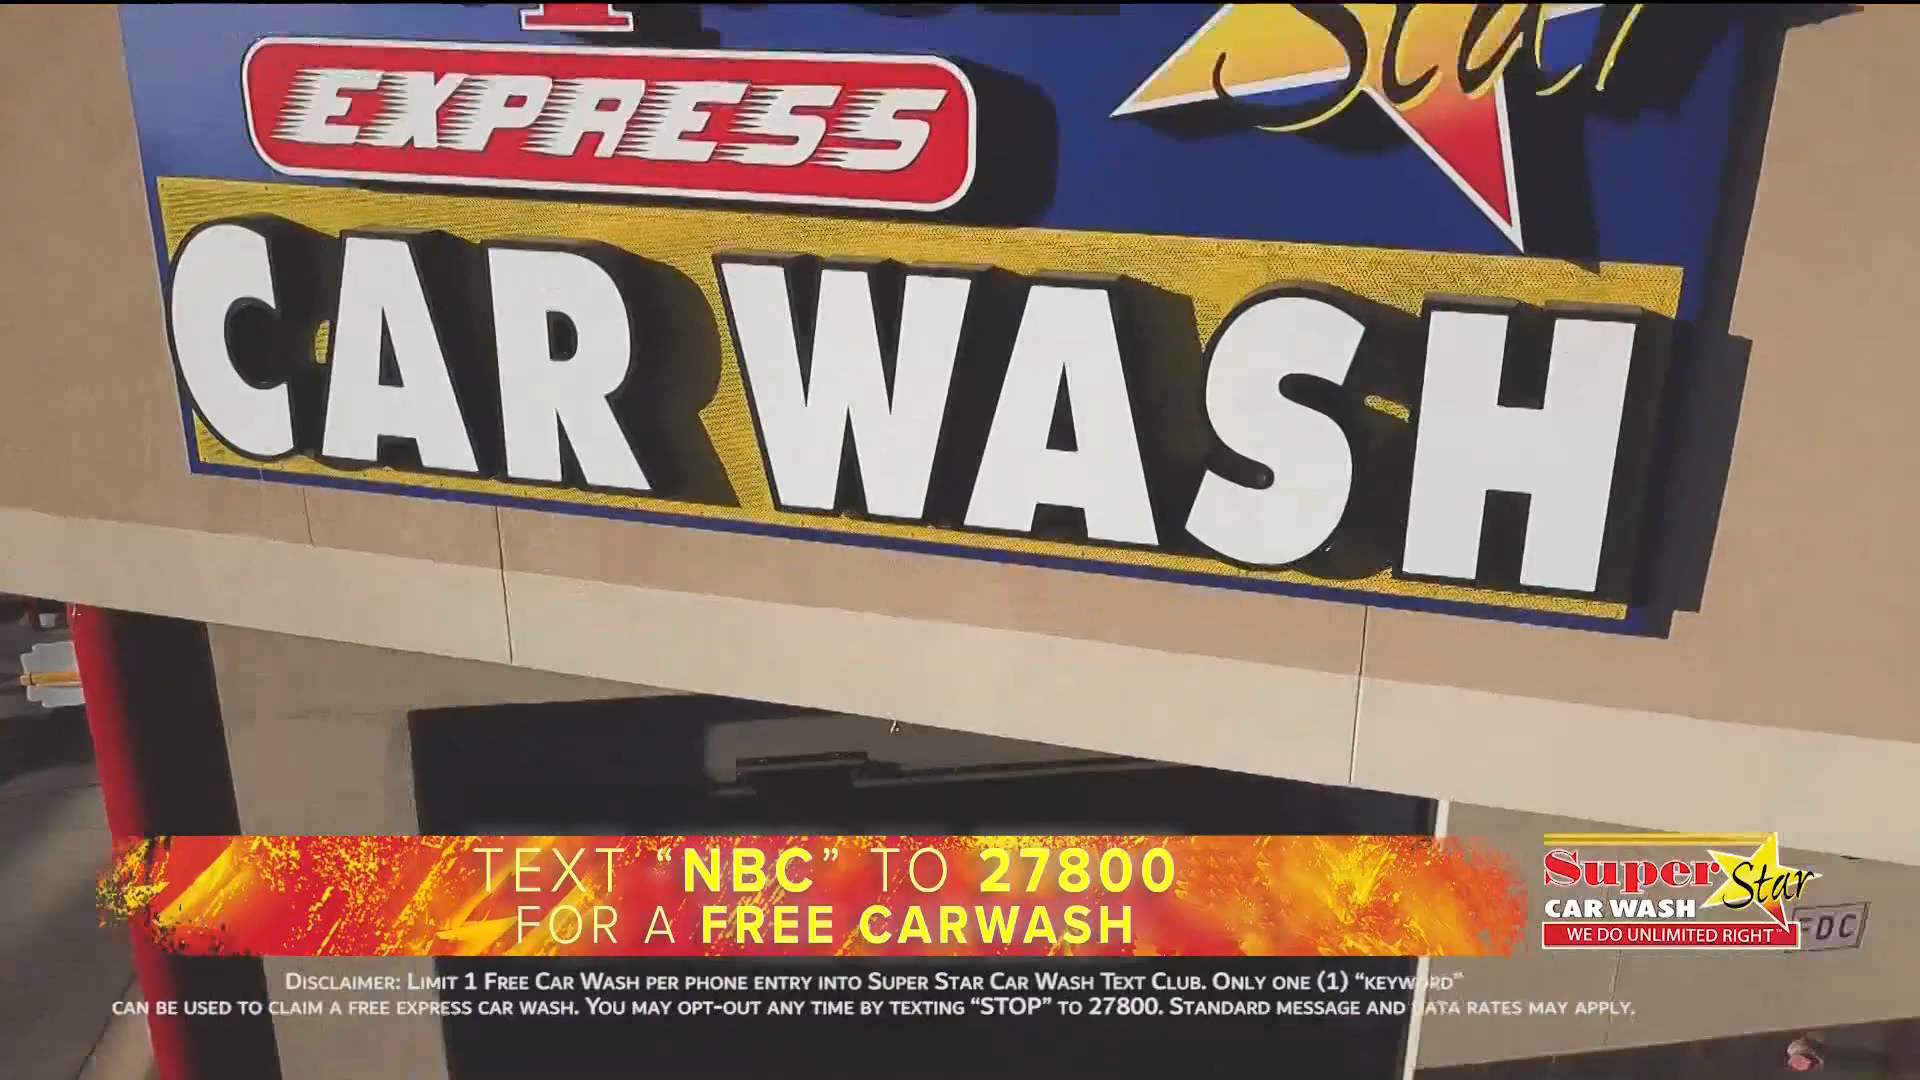 Star
EXPRESS
CAR WASH
TEXT “NBC” TO 27800
FOR A FREE CARWASH
Super Star
CAR WASH
WE DO UNLIMITED RIGHT™
FDC
DISCLAIMER: LIMIT 1 FREE CAR WASH PER PHONE ENTRY INTO SUPER STAR CAR WASH TEXT CLUB. ONLY ONE (1) “KEYWORD”
CAN BE USED TO CLAIM A FREE EXPRESS CAR WASH. YOU MAY OPT-OUT ANY TIME BY TEXTING “STOP” TO 27800. STANDARD MESSAGE AND DATA RATES MAY APPLY.